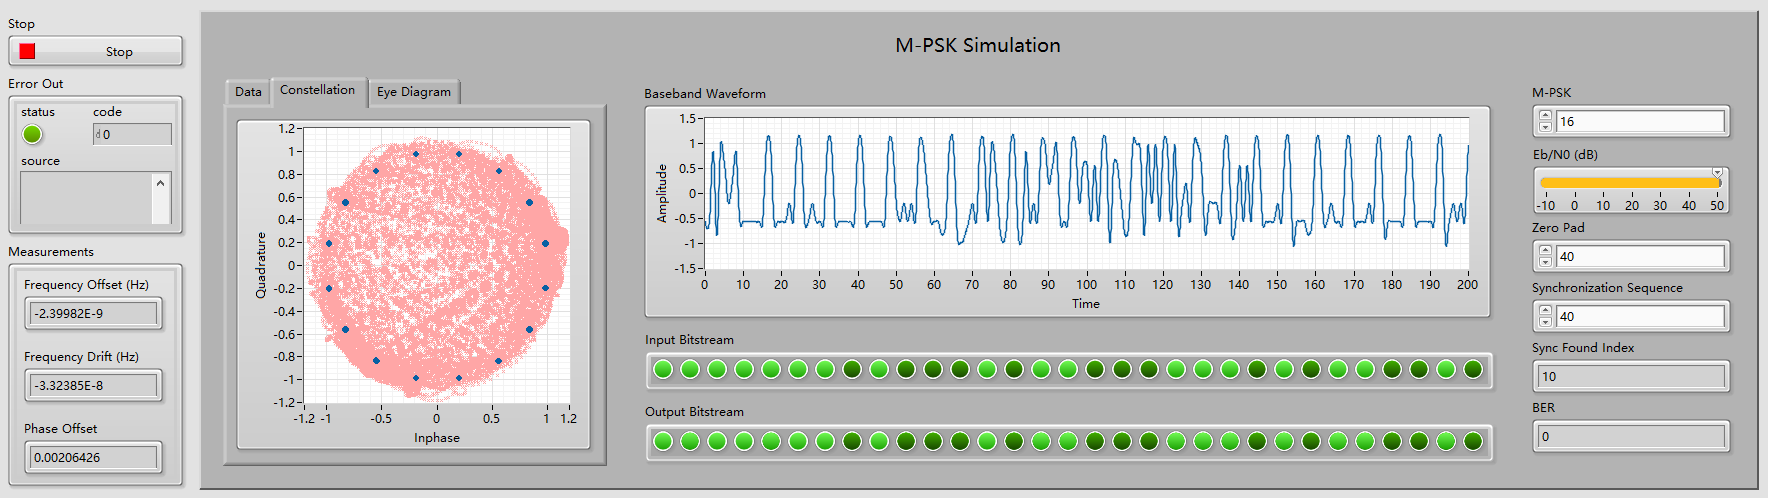 Stop
Stop
Error Out
status
code
d 0
source
Measurements
Frequency Offset (Hz)
-2.39982E-9
Frequency Drift (Hz)
-3.32385E-8
Phase Offset
0.00206426
M-PSK Simulation
Data
Constellation
Eye Diagram
1.2
1
0.8
0.6
0.4
0.2
0
-0.2
-0.4
-0.6
-0.8
-1
-1.2
Quadrature
-1.2 -1 -0.5 0 0.5 1 1.2
Inphase
Baseband Waveform
1.5
1
0.5
0
-0.5
-1
-1.5
Amplitude
0 10 20 30 40 50 60 70 80 90 100 110 120 130 140 150 160 170 180 190 200
Time
Input Bitstream
Output Bitstream
M-PSK
16
Eb/N0 (dB)
-10 0 10 20 30 40 50
Zero Pad
40
Synchronization Sequence
40
Sync Found Index
10
BER
0